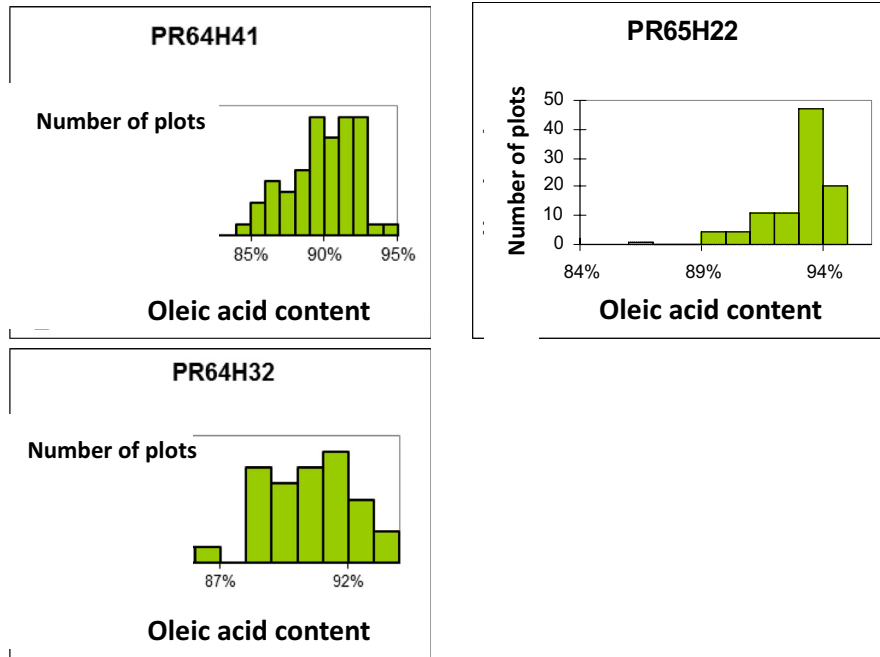 PR64H41
Number of plots
85% 90% 95%
Oleic acid content
PR65H22
Number of plots
50
40
30
20
10
0
84% 89% 94%
Oleic acid content
PR64H32
Number of plots
87% 92%
Oleic acid content